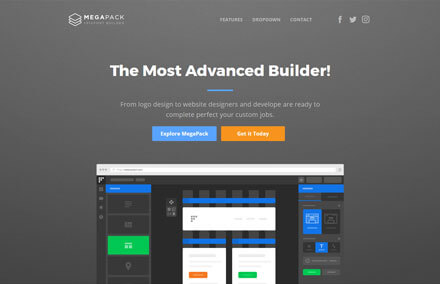 MEGAPACK
FEATURES DROPDOWN CONTACT
The Most Advanced Builder!
From logo design to website designers and develope are ready to
complete perfect your custom jobs.
Explore MegaPack Get It Today